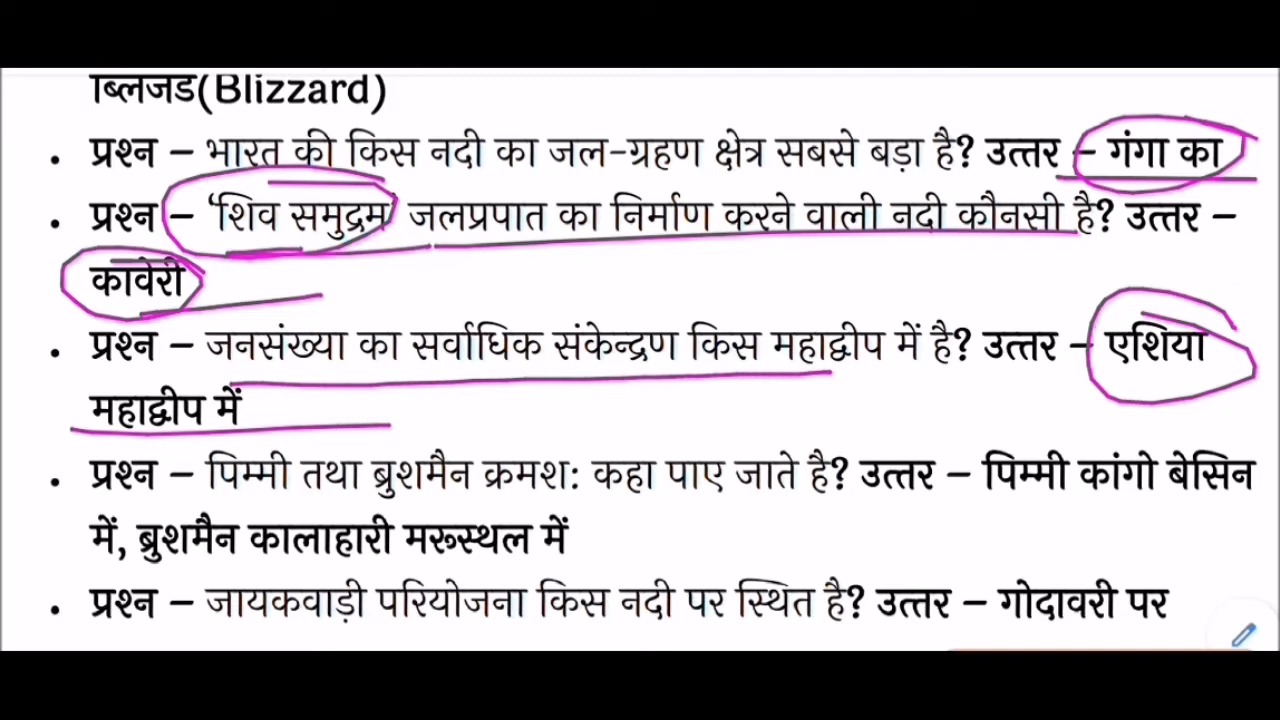 ब्लिजर्ड(Blizzard)
• प्रश्न – भारत की किस नदी का जल-ग्रहण क्षेत्र सबसे बड़ा है? उत्तर – गंगा का
• प्रश्न – ‘शिव समुद्रम’ जलप्रपात का निर्माण करने वाली नदी कौनसी है? उत्तर –
कावेरी
• प्रश्न – जनसंख्या का सर्वाधिक संकेन्द्रण किस महाद्वीप में है? उत्तर – एशिया
महाद्वीप में
• प्रश्न – पिम्मी तथा ब्रुशमैन क्रमश: कहा पाए जाते है? उत्तर – पिम्मी कांगो बेसिन
में, ब्रुशमैन कालाहारी मरूस्थल में
• प्रश्न – जायकवाड़ी परियोजना किस नदी पर स्थित है? उत्तर – गोदावरी पर